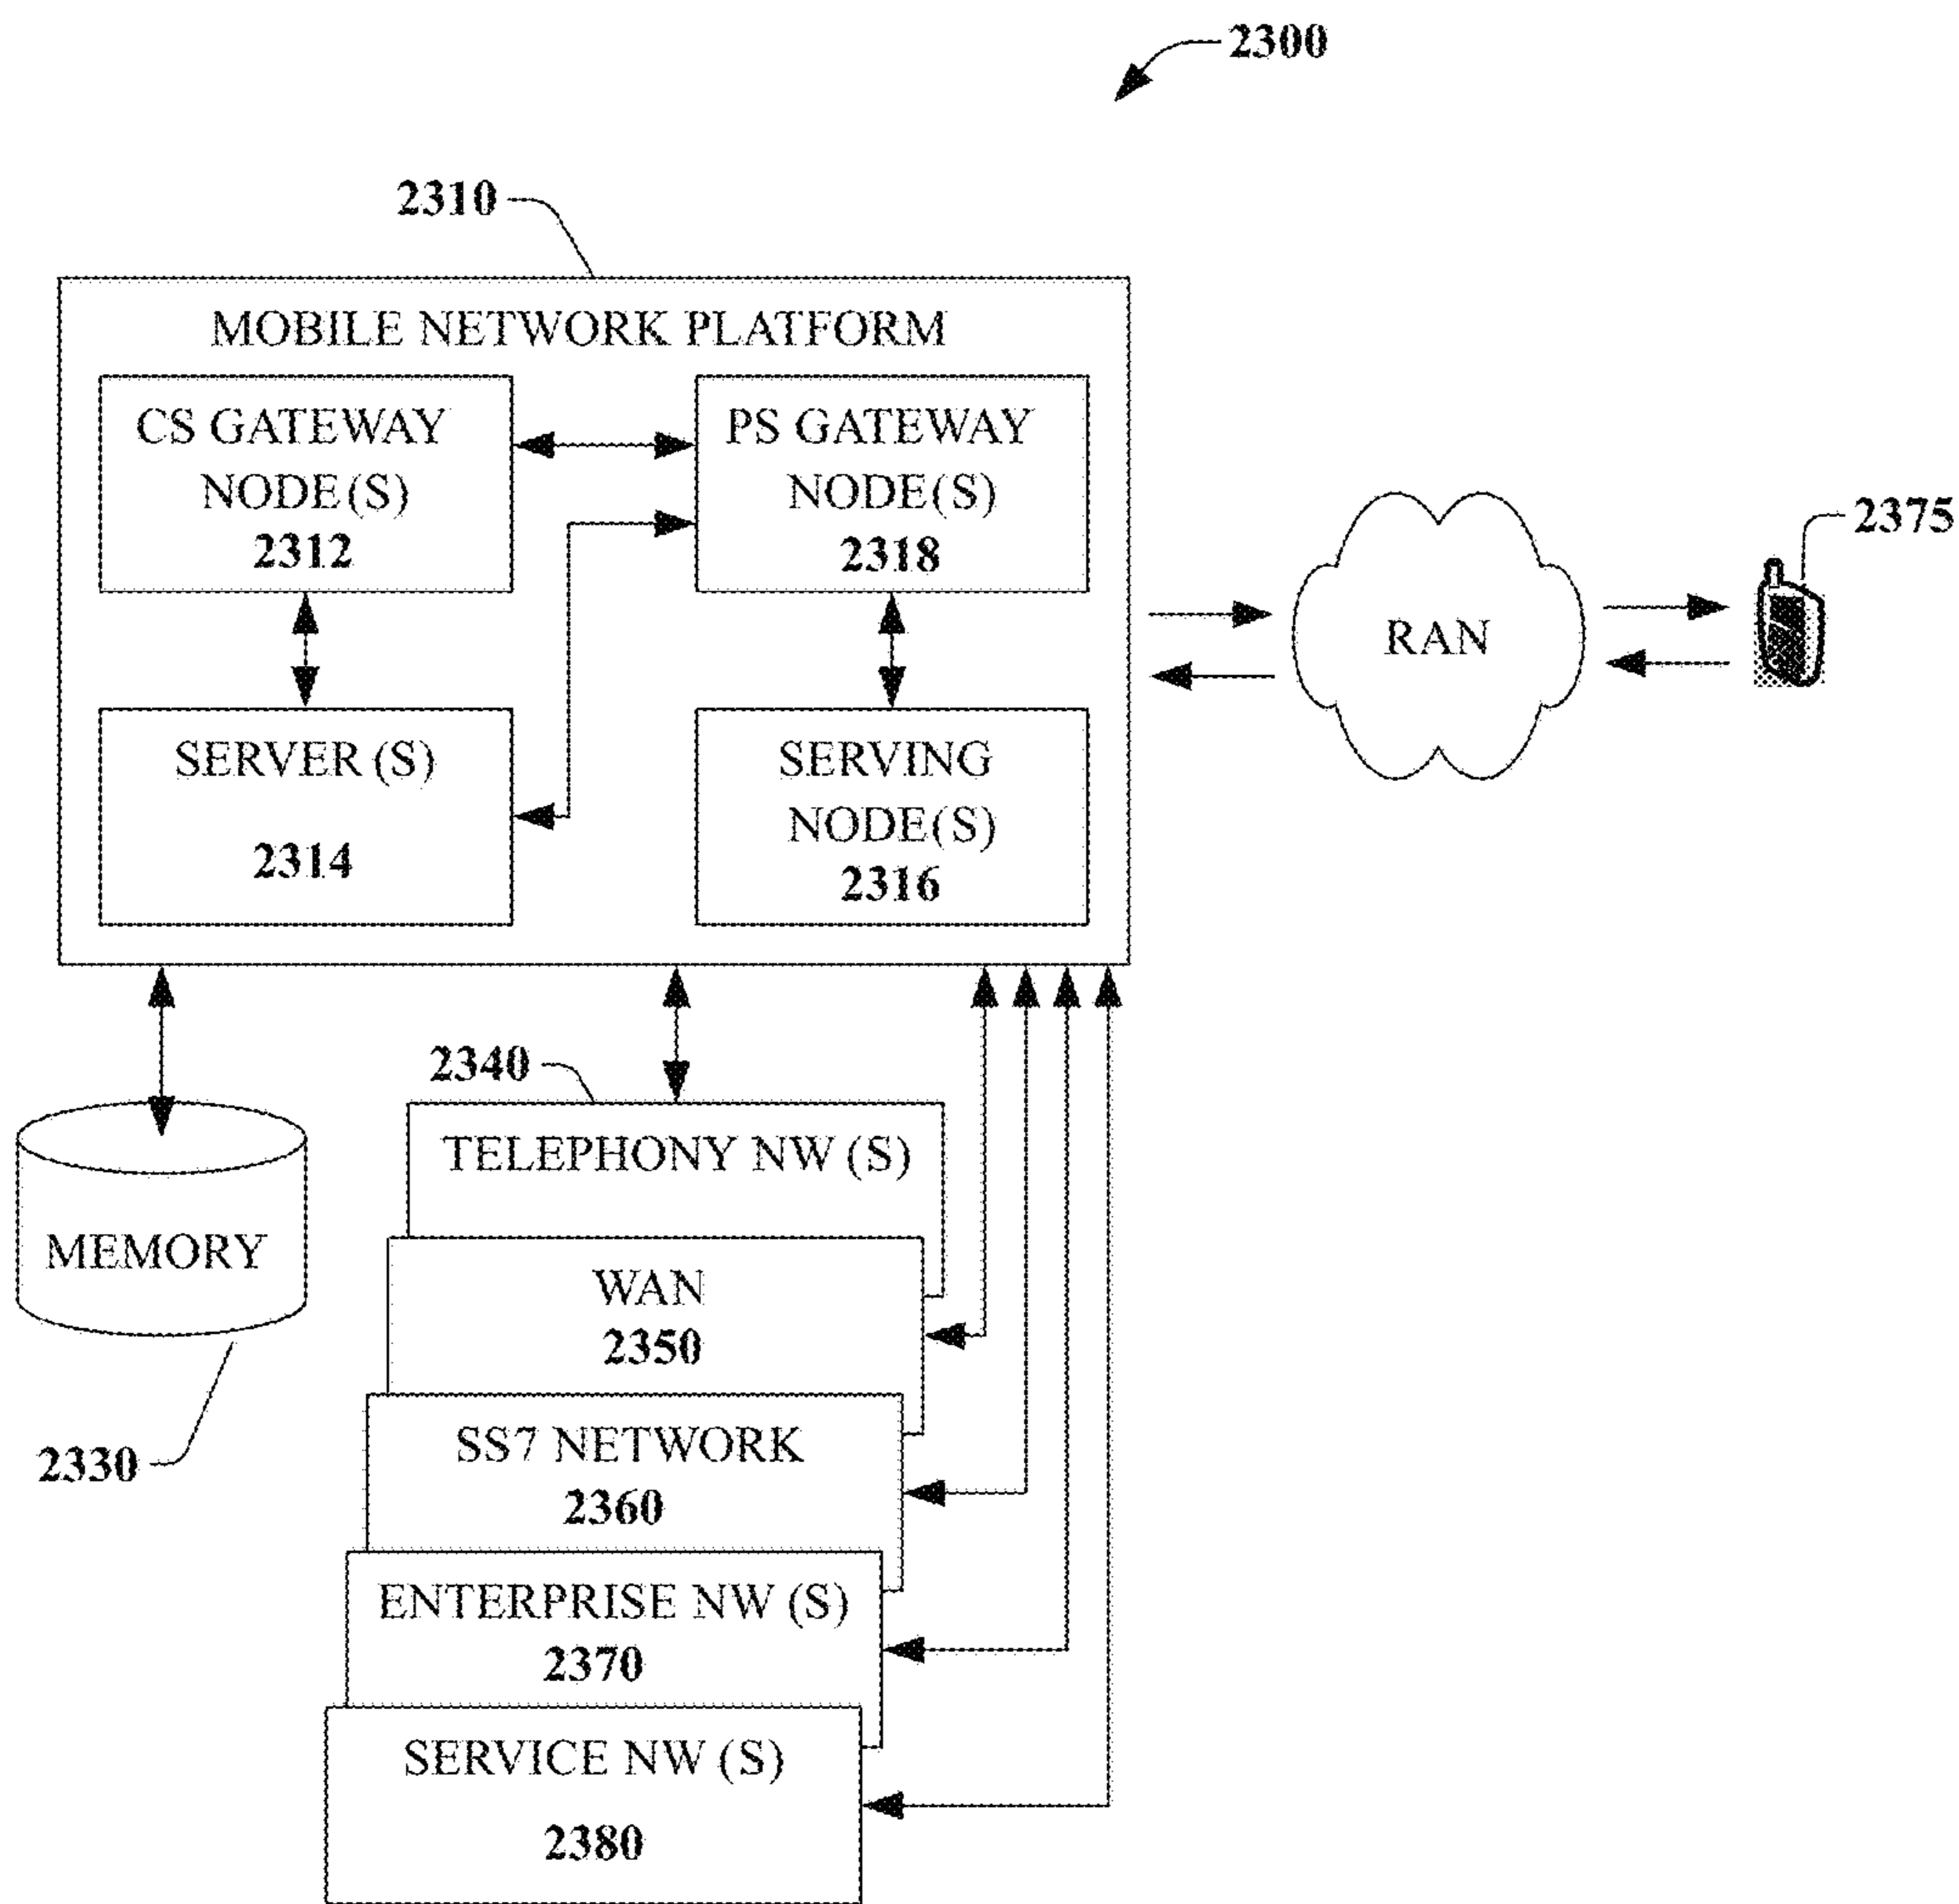 2300
2310
MOBILE NETWORK PLATFORM
CS GATEWAY
NODE(S)
2312
PS GATEWAY
NODE(S)
2318
SERVER (S)
2314
SERVING
NODE(S)
2316
RAN
2375
2340
TELEPHONY NW (S)
MEMORY
2330
WAN
2350
SS7 NETWORK
2360
ENTERPRISE NW (S)
2370
SERVICE NW (S)
2380